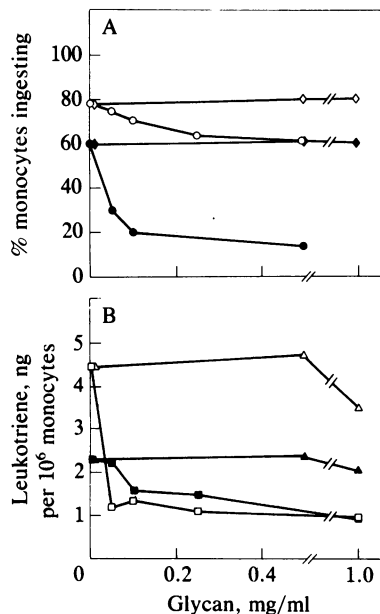 A
100
80
60
40
20
0
% monocytes ingesting
B
5
4
3
2
1
Leukotriene, ng
per 10⁶ monocytes
0 0.2 0.4 1.0
Glycan, mg/ml